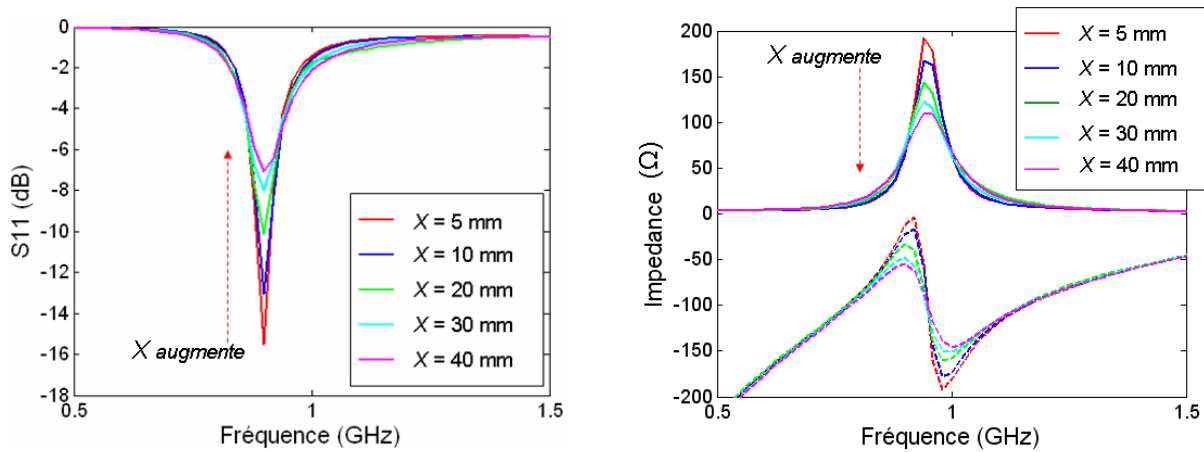 0
-2
-4
-6
-8
-10
-12
-14
-16
-18
S11 (dB)
0.5
1
1.5
Fréquence (GHz)
X augmente
X = 5 mm
X = 10 mm
X = 20 mm
X = 30 mm
X = 40 mm
200
150
100
50
0
-50
-100
-150
-200
Impedance (Ω)
0.5
1
1.5
Fréquence (GHz)
X augmente
X = 5 mm
X = 10 mm
X = 20 mm
X = 30 mm
X = 40 mm